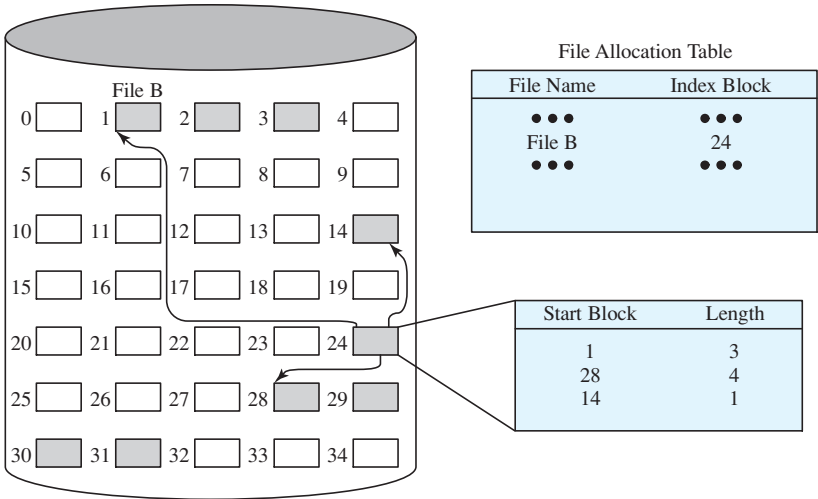 File B
0 1 2 3 4
5 6 7 8 9
10 11 12 13 14
15 16 17 18 19
20 21 22 23 24
25 26 27 28 29
30 31 32 33 34
File Allocation Table
File Name Index Block
••• •••
File B 24
••• •••
Start Block Length
1 3
28 4
14 1